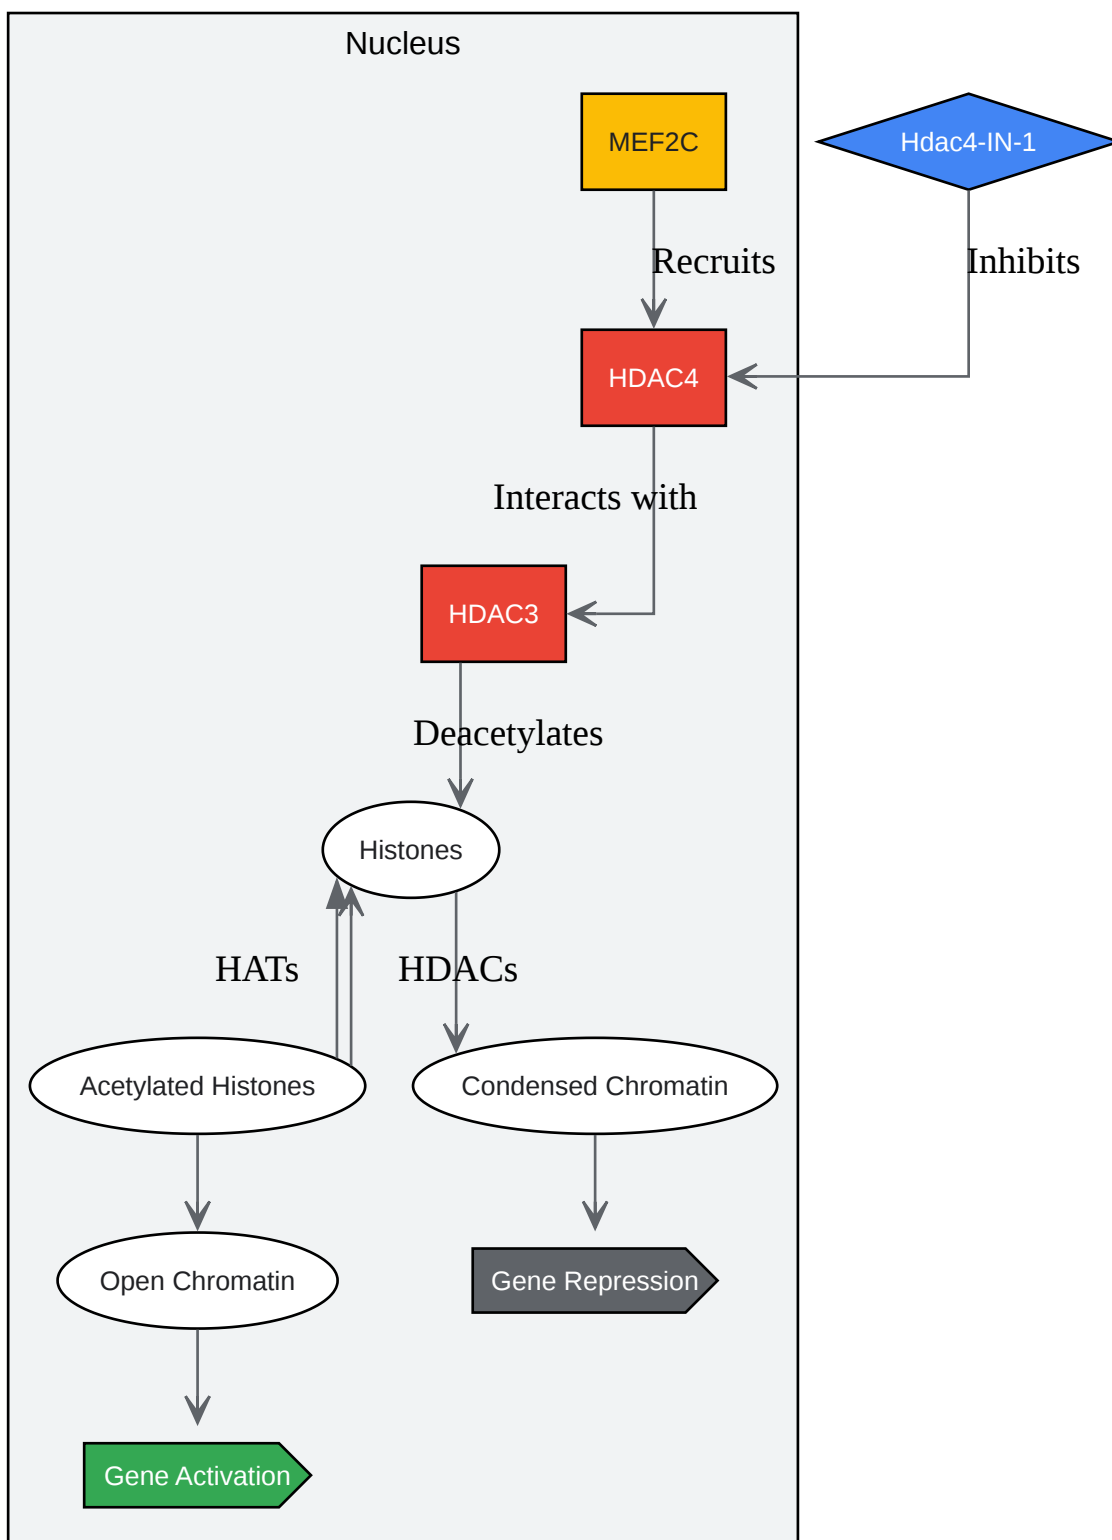 Nucleus
MEF2C
Hdac4-IN-1
Recruits
Inhibits
HDAC4
Interacts with
HDAC3
Deacetylates
Histones
HATs
HDACs
Acetylated Histones
Condensed Chromatin
Open Chromatin
Gene Repression
Gene Activation